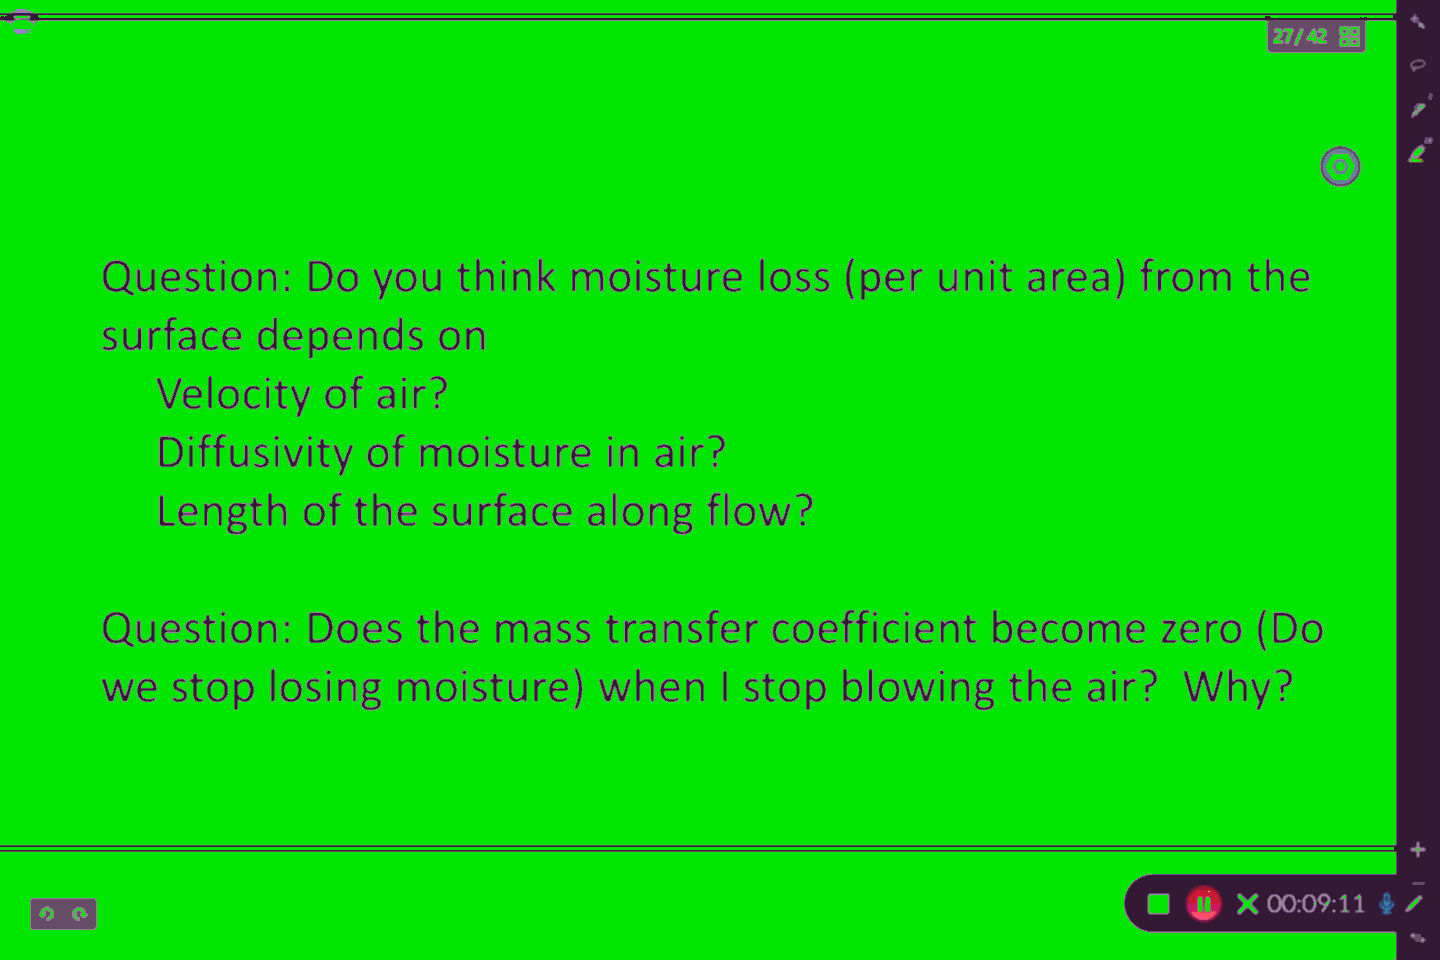 27/42
Question: Do you think moisture loss (per unit area) from the
surface depends on
Velocity of air?
Diffusivity of moisture in air?
Length of the surface along flow?
Question: Does the mass transfer coefficient become zero (Do
we stop losing moisture) when I stop blowing the air? Why?
00:09:11